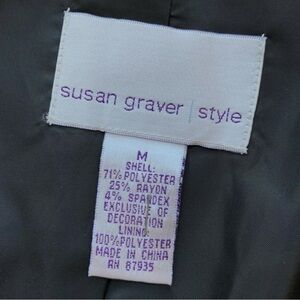 susan graver | style
M
SHELL:
71% POLYESTER
25% RAYON
4% SPANDEX
EXCLUSIVE OF
DECORATION
LINING:
100% POLYESTER
MADE IN CHINA
RN 87935